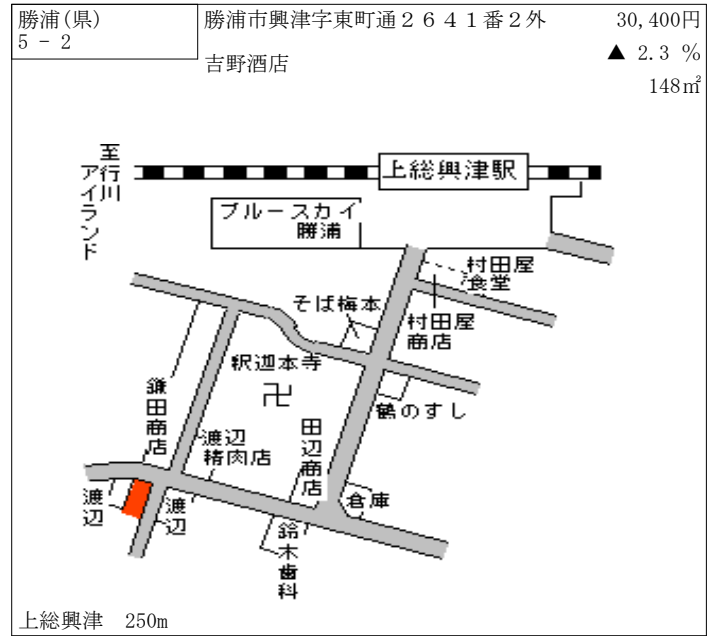 勝浦(県)
5 - 2
勝浦市興津字東町通2641番2外
吉野酒店
30,400円
▲ 2.3 %
148㎡
至行川
アイランド
上総興津駅
ブルースカイ
勝浦
村田屋
食堂
そば梅本
村田屋
商店
釈迦本寺
卍
鶴のすし
鎌田商店
渡辺
精肉店
田辺商店
倉庫
渡辺
渡辺
鈴木歯科
上総興津 250m